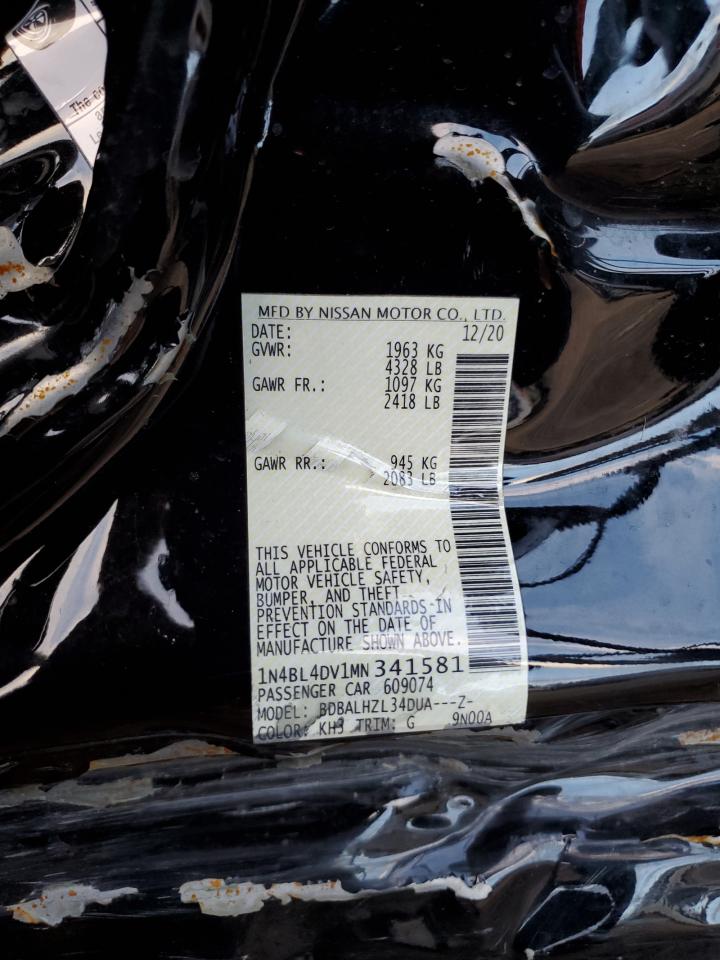 The
MFD BY NISSAN MOTOR CO., LTD.
DATE: 12/20
GVWR: 1963 KG
4328 LB
GAWR FR.: 1097 KG
2418 LB
GAWR RR.: 945 KG
2083 LB
THIS VEHICLE CONFORMS TO
ALL APPLICABLE FEDERAL
MOTOR VEHICLE SAFETY,
BUMPER, AND THEFT
PREVENTION STANDARDS IN
EFFECT ON THE DATE OF
MANUFACTURE SHOWN ABOVE.
1N4BL4DV1MN341581
PASSENGER CAR 609074
MODEL: BDBALHZL34DUA---Z-
COLOR: KH3 TRIM: G 9N00A